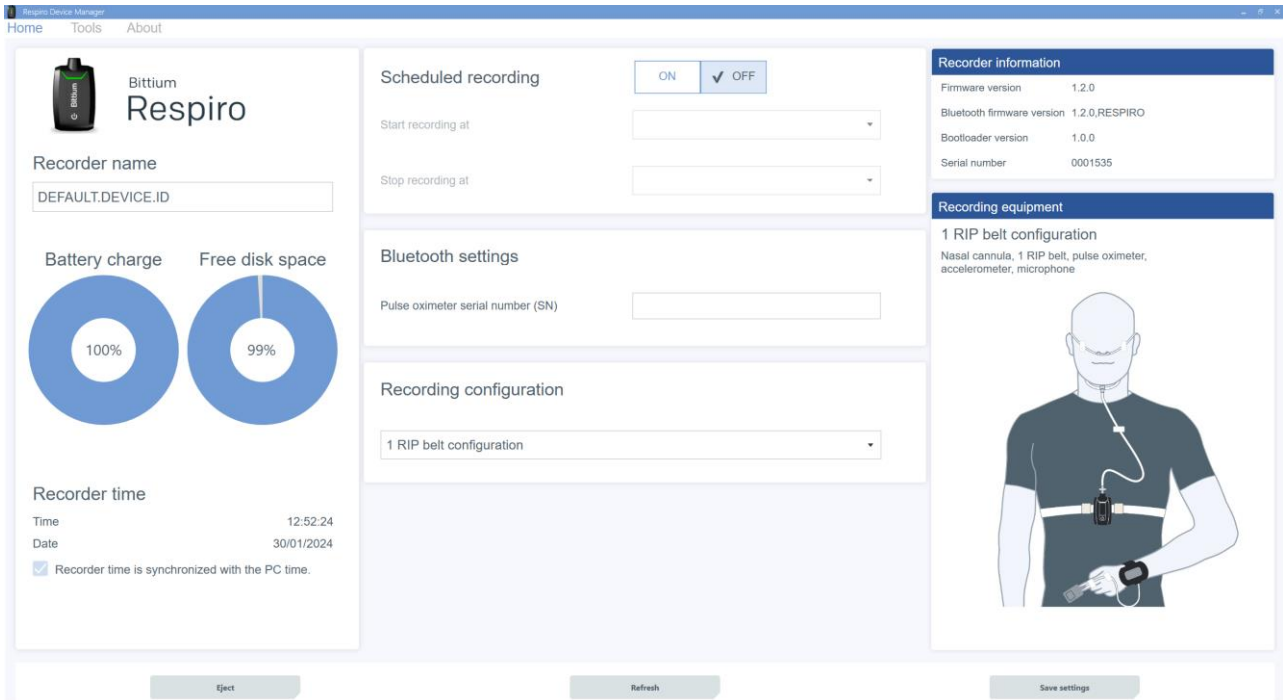 Respiro Device Manager
Home Tools About
Bittium
Bittium
Respiro
Recorder name
DEFAULT.DEVICE.ID
Battery charge Free disk space
100% 99%
Recorder time
Time 12:52:24
Date 30/01/2024
Recorder time is synchronized with the PC time.
Scheduled recording ON OFF
Start recording at
Stop recording at
Bluetooth settings
Pulse oximeter serial number (SN)
Recording configuration
1 RIP belt configuration
Recorder information
Firmware version 1.2.0
Bluetooth firmware version 1.2.0,RESPIRO
Bootloader version 1.0.0
Serial number 0001535
Recording equipment
1 RIP belt configuration
Nasal cannula, 1 RIP belt, pulse oximeter,
accelerometer, microphone
Eject Refresh Save settings